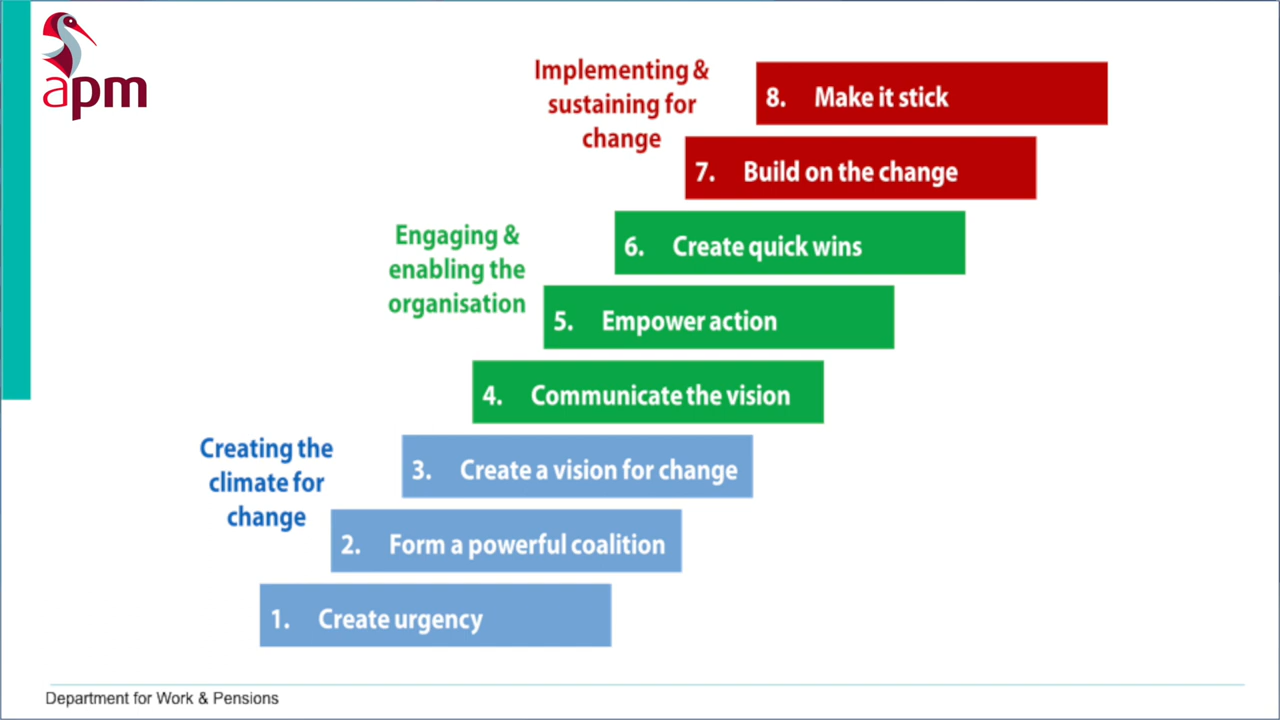 apm
Implementing &
sustaining for
change
8. Make it stick
7. Build on the change
Engaging &
enabling the
organisation
6. Create quick wins
5. Empower action
4. Communicate the vision
Creating the
climate for
change
3. Create a vision for change
2. Form a powerful coalition
1. Create urgency
Department for Work & Pensions